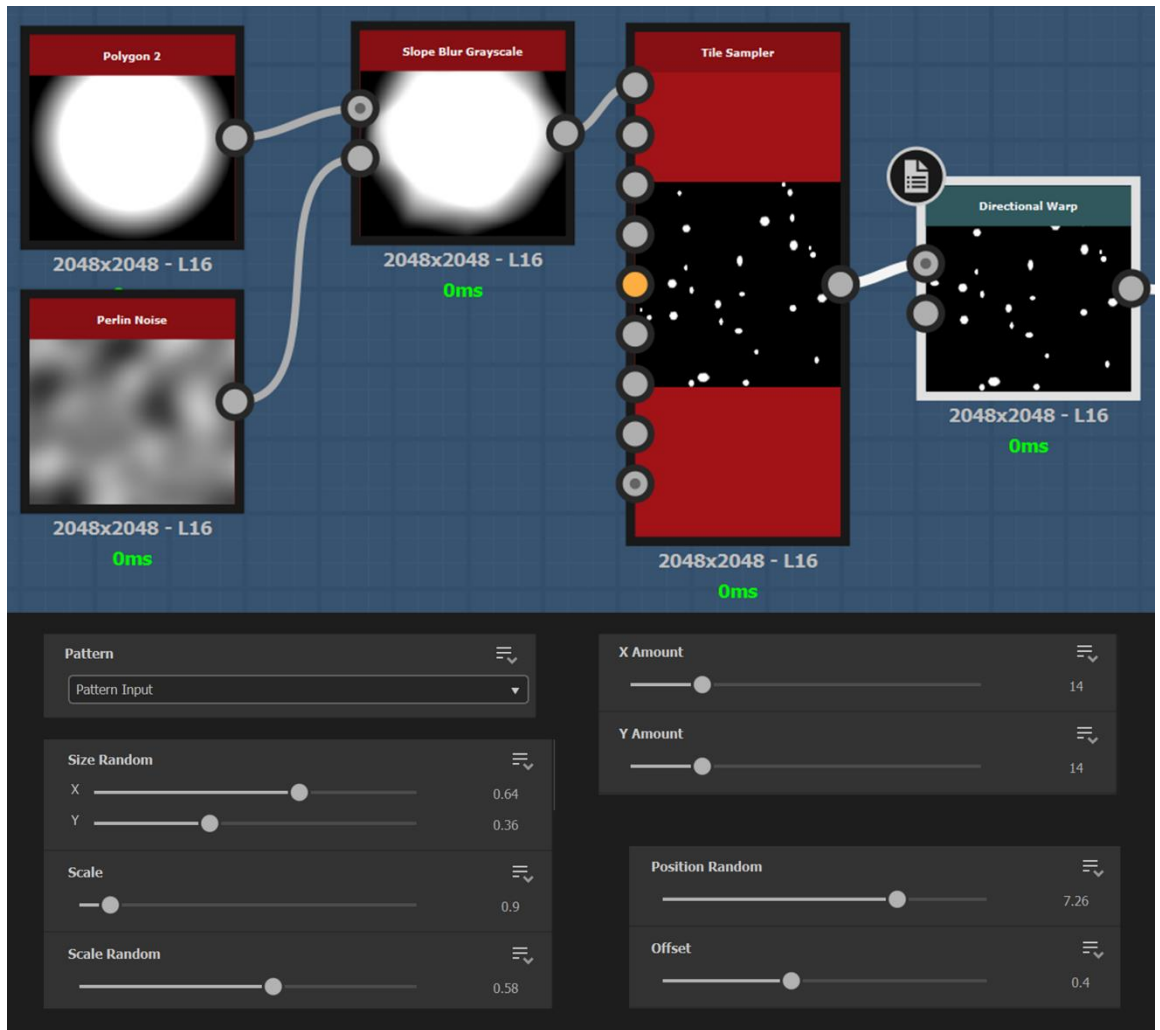 Polygon 2
Slope Blur Grayscale
Tile Sampler
Directional Warp
2048x2048 - L16
2048x2048 - L16
0ms
Perlin Noise
2048x2048 - L16
0ms
2048x2048 - L16
0ms
2048x2048 - L16
0ms
Pattern
Pattern Input
Size Random
X 0.64
Y 0.36
Scale
0.9
Scale Random
0.58
X Amount
14
Y Amount
14
Position Random
7.26
Offset
0.4